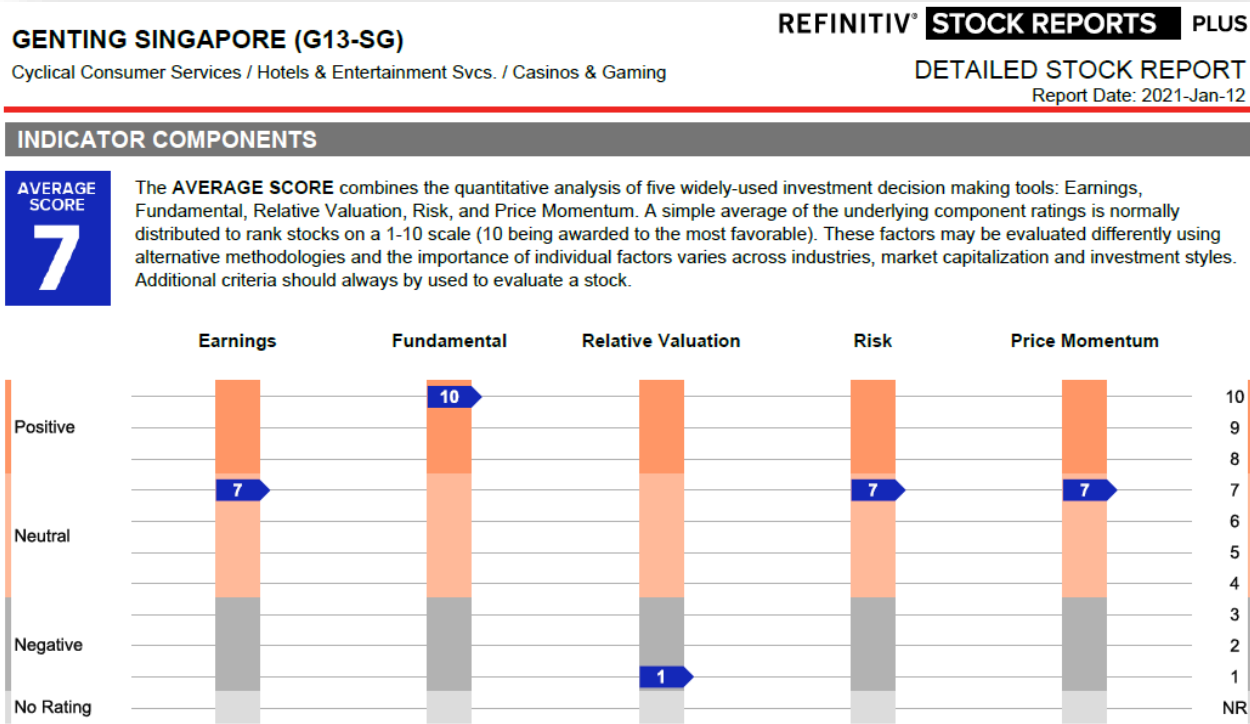 REFINITIV® STOCK REPORTS PLUS
GENTING SINGAPORE (G13-SG)
Cyclical Consumer Services / Hotels & Entertainment Svcs. / Casinos & Gaming
DETAILED STOCK REPORT
Report Date: 2021-Jan-12
INDICATOR COMPONENTS
AVERAGE
SCORE
7
The AVERAGE SCORE combines the quantitative analysis of five widely-used investment decision making tools: Earnings,
Fundamental, Relative Valuation, Risk, and Price Momentum. A simple average of the underlying component ratings is normally
distributed to rank stocks on a 1-10 scale (10 being awarded to the most favorable). These factors may be evaluated differently using
alternative methodologies and the importance of individual factors varies across industries, market capitalization and investment styles.
Additional criteria should always by used to evaluate a stock.
Earnings Fundamental Relative Valuation Risk Price Momentum
10 10
Positive 9
8
7 7 7 7
6
Neutral 5
4
3
Negative 2
1 1
No Rating NR